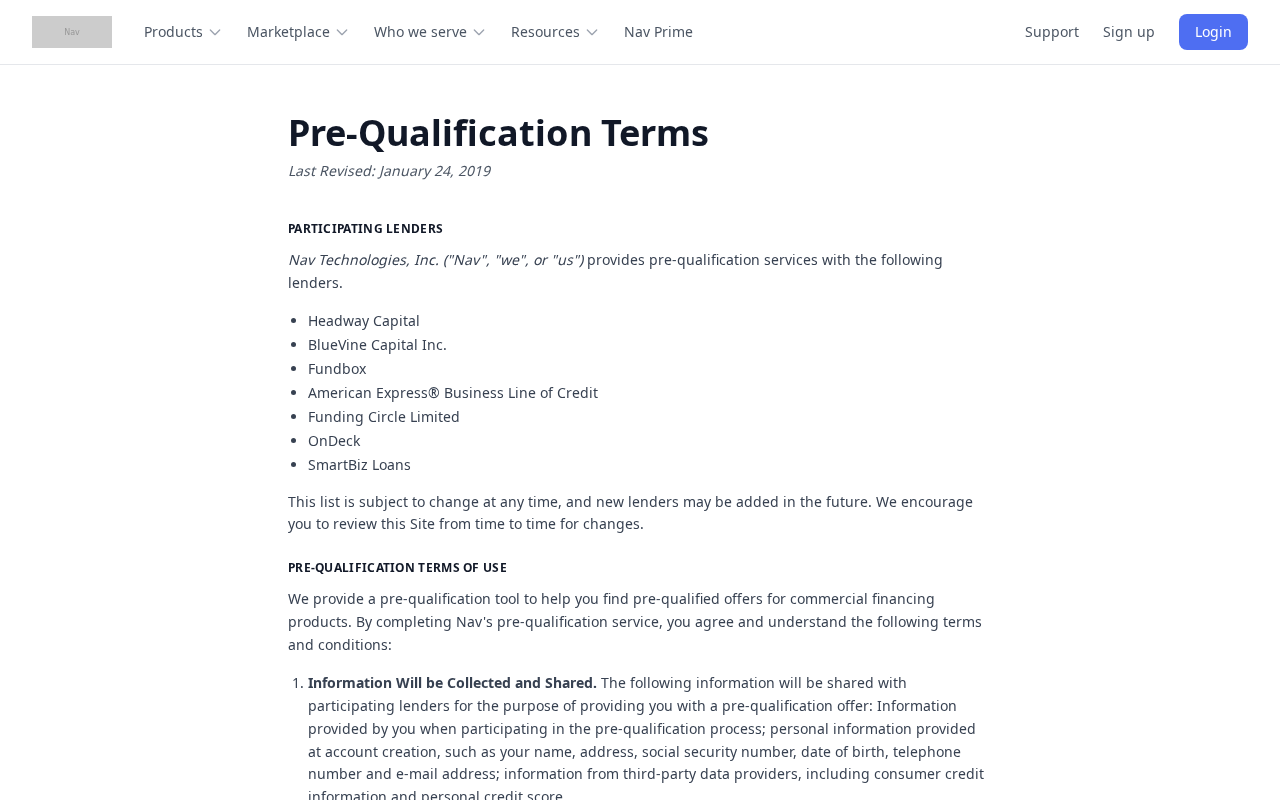 Nav
Products
Marketplace
Who we serve
Resources
Nav Prime
Support
Sign up
Login
Pre-Qualification Terms
Last Revised: January 24, 2019
PARTICIPATING LENDERS
Nav Technologies, Inc. ("Nav", "we", or "us") provides pre-qualification services with the following
lenders.
• Headway Capital
• BlueVine Capital Inc.
• Fundbox
• American Express® Business Line of Credit
• Funding Circle Limited
• OnDeck
• SmartBiz Loans
This list is subject to change at any time, and new lenders may be added in the future. We encourage
you to review this Site from time to time for changes.
PRE-QUALIFICATION TERMS OF USE
We provide a pre-qualification tool to help you find pre-qualified offers for commercial financing
products. By completing Nav's pre-qualification service, you agree and understand the following terms
and conditions:
1. Information Will be Collected and Shared. The following information will be shared with
participating lenders for the purpose of providing you with a pre-qualification offer: Information
provided by you when participating in the pre-qualification process; personal information provided
at account creation, such as your name, address, social security number, date of birth, telephone
number and e-mail address; information from third-party data providers, including consumer credit
information and personal credit score.